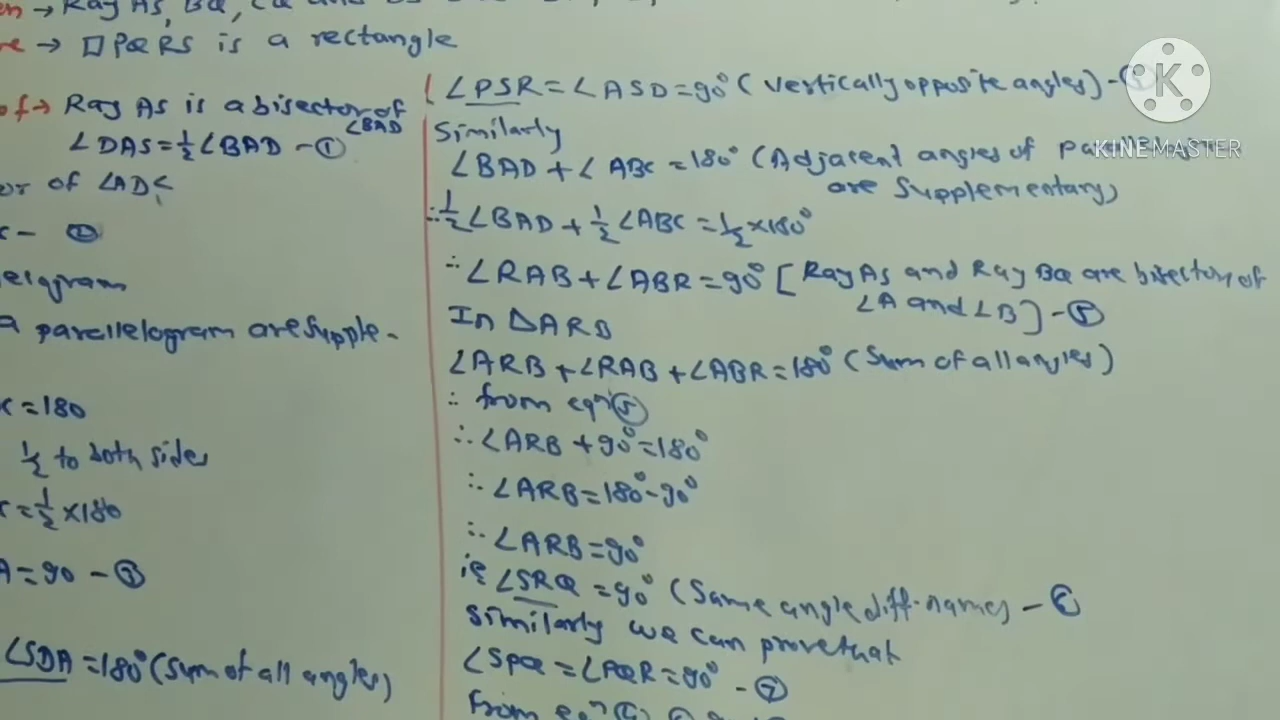 → Ray AS, BQ,
→ □PQRS is a rectangle
→ Ray AS is a bisector of ∠BAD
∠DAS=½∠BAD - ①
of ∠ADC
- ②
a parallelogram are supple-
=180
½ to both sides
=½×180
=90 - ③
∠SDA =180°(Sum of all angles)
∠PSR=∠ASD=90°(vertically opposite angles) -
Similarly
∠BAD+∠ABC=180°(Adjacent angles of
are supplementary)
∴½∠BAD+½∠ABC=½×180°
∴∠RAB+∠ABR=90°[Ray AS and Ray BQ are bisector of
∠A and ∠B] - ⑤
In △ARB
∠ARB+∠RAB+∠ABR=180°(Sum of all angles)
∴ from eqⁿ⑤
∴∠ARB+90°=180°
∴∠ARB=180°-90°
∴∠ARB=90°
ie ∠SRQ=90°(Same angle diff. names - ⑥
Similarly we can prove that
∠SPQ=∠PQR=90° - ⑦
from eqⁿ
K
KINEMASTER